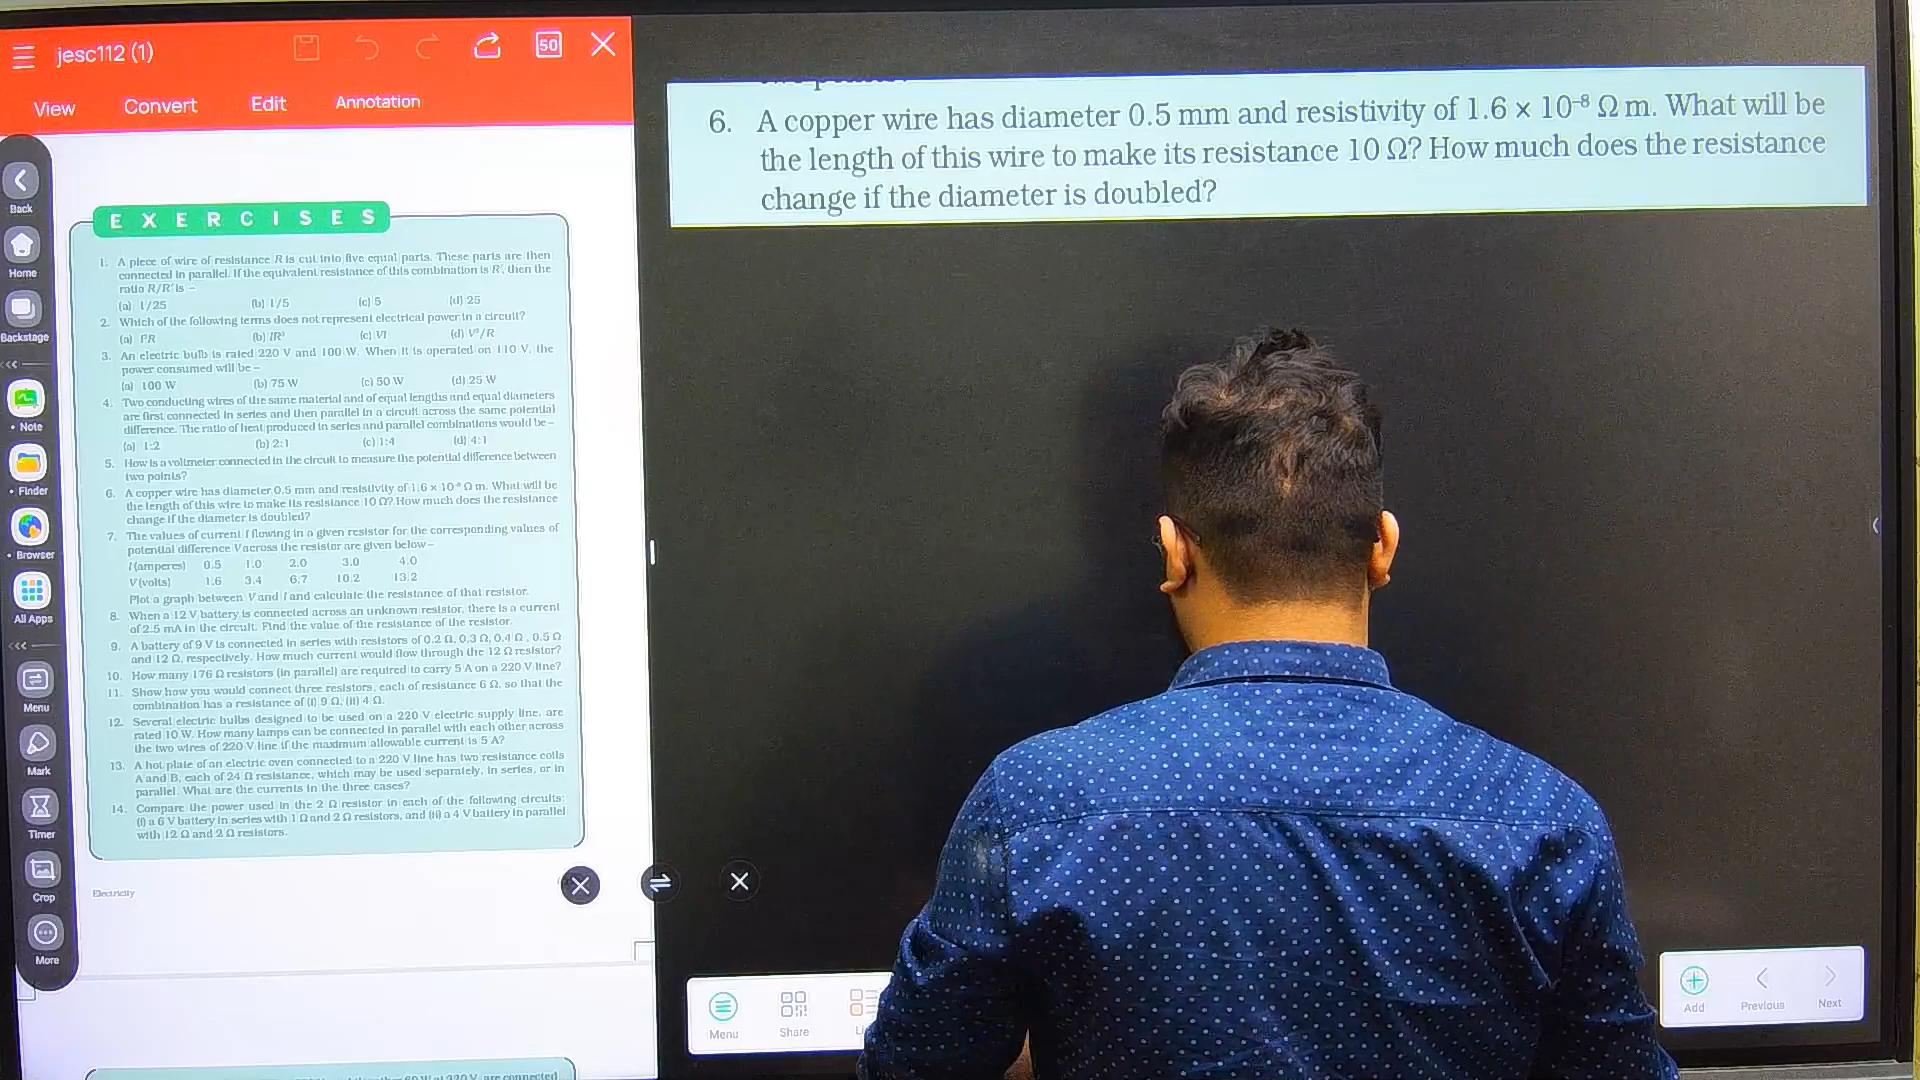 jesc112 (1)
50
View Convert Edit Annotation
Back
Home
Backstage
Note
Finder
Browser
All Apps
Menu
Mark
Timer
Crop
More
EXERCISES
1. A piece of wire of resistance R is cut into five equal parts. These parts are then
connected in parallel. If the equivalent resistance of this combination is R′, then the
ratio R/R′ is –
(a) 1/25 (b) 1/5 (c) 5 (d) 25
2. Which of the following terms does not represent electrical power in a circuit?
(a) I²R (b) IR² (c) VI (d) V²/R
3. An electric bulb is rated 220 V and 100 W. When it is operated on 110 V, the
power consumed will be –
(a) 100 W (b) 75 W (c) 50 W (d) 25 W
4. Two conducting wires of the same material and of equal lengths and equal diameters
are first connected in series and then parallel in a circuit across the same potential
difference. The ratio of heat produced in series and parallel combinations would be –
(a) 1:2 (b) 2:1 (c) 1:4 (d) 4:1
5. How is a voltmeter connected in the circuit to measure the potential difference between
two points?
6. A copper wire has diameter 0.5 mm and resistivity of 1.6 × 10⁻⁸ Ω m. What will be
the length of this wire to make its resistance 10 Ω? How much does the resistance
change if the diameter is doubled?
7. The values of current I flowing in a given resistor for the corresponding values of
potential difference V across the resistor are given below –
I (amperes) 0.5 1.0 2.0 3.0 4.0
V (volts) 1.6 3.4 6.7 10.2 13.2
Plot a graph between V and I and calculate the resistance of that resistor.
8. When a 12 V battery is connected across an unknown resistor, there is a current
of 2.5 mA in the circuit. Find the value of the resistance of the resistor.
9. A battery of 9 V is connected in series with resistors of 0.2 Ω, 0.3 Ω, 0.4 Ω , 0.5 Ω
and 12 Ω, respectively. How much current would flow through the 12 Ω resistor?
10. How many 176 Ω resistors (in parallel) are required to carry 5 A on a 220 V line?
11. Show how you would connect three resistors, each of resistance 6 Ω, so that the
combination has a resistance of (i) 9 Ω, (ii) 4 Ω.
12. Several electric bulbs designed to be used on a 220 V electric supply line, are
rated 10 W. How many lamps can be connected in parallel with each other across
the two wires of 220 V line if the maximum allowable current is 5 A?
13. A hot plate of an electric oven connected to a 220 V line has two resistance coils
A and B, each of 24 Ω resistance, which may be used separately, in series, or in
parallel. What are the currents in the three cases?
14. Compare the power used in the 2 Ω resistor in each of the following circuits:
(i) a 6 V battery in series with 1 Ω and 2 Ω resistors, and (ii) a 4 V battery in parallel
with 12 Ω and 2 Ω resistors.
Electricity
6. A copper wire has diameter 0.5 mm and resistivity of 1.6 × 10⁻⁸ Ω m. What will be
the length of this wire to make its resistance 10 Ω? How much does the resistance
change if the diameter is doubled?
Menu Share
Add Previous Next